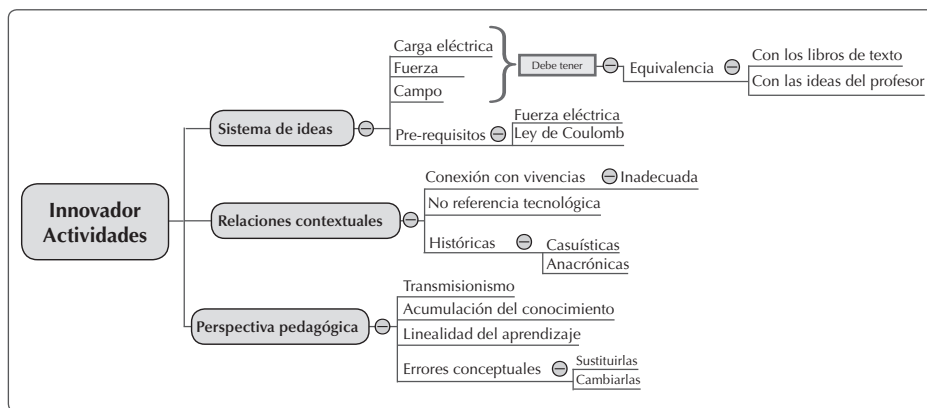 Innovador
Actividades
Sistema de ideas
Carga eléctrica
Fuerza
Campo
Debe tener
Equivalencia
Con los libros de texto
Con las ideas del profesor
Pre-requisitos
Fuerza eléctrica
Ley de Coulomb
Relaciones contextuales
Conexión con vivencias
Inadecuada
No referencia tecnológica
Históricas
Casuísticas
Anacrónicas
Perspectiva pedagógica
Transmisionismo
Acumulación del conocimiento
Linealidad del aprendizaje
Errores conceptuales
Sustituirlas
Cambiarlas